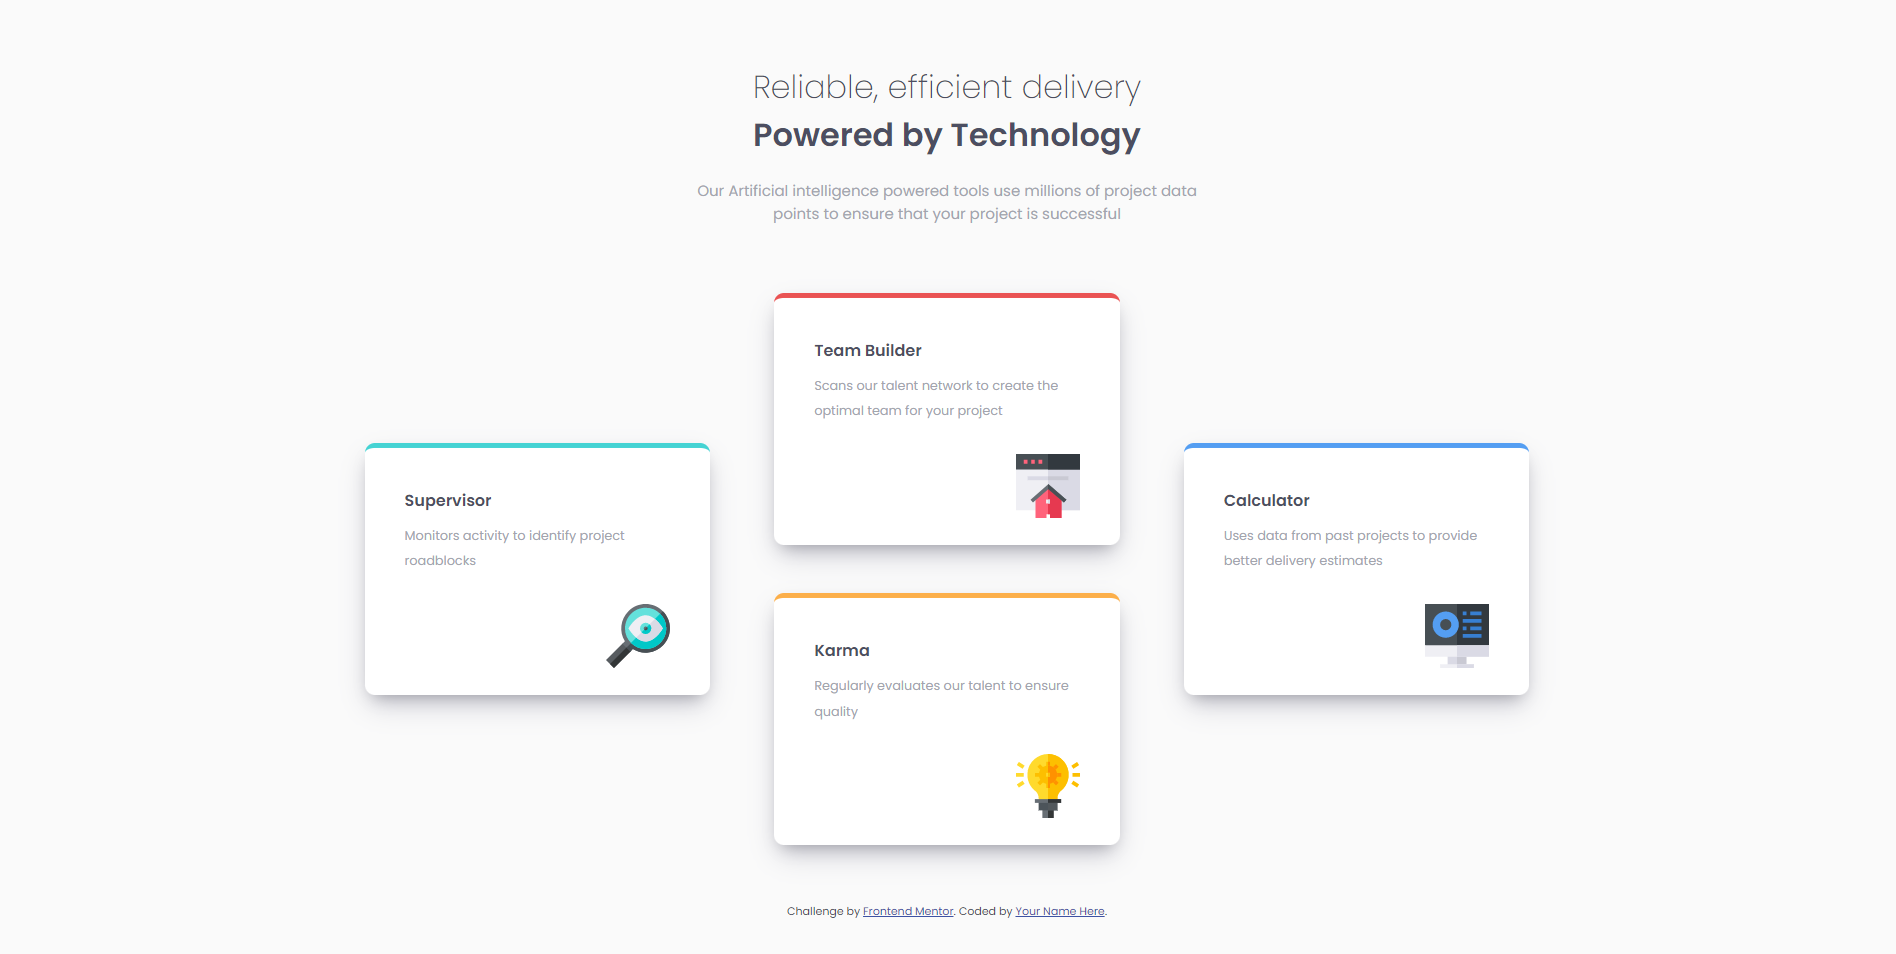 Reliable, efficient delivery
Powered by Technology
Our Artificial intelligence powered tools use millions of project data
points to ensure that your project is successful
Team Builder
Scans our talent network to create the
optimal team for your project
Supervisor
Monitors activity to identify project
roadblocks
Calculator
Uses data from past projects to provide
better delivery estimates
Karma
Regularly evaluates our talent to ensure
quality
Challenge by Frontend Mentor. Coded by Your Name Here.